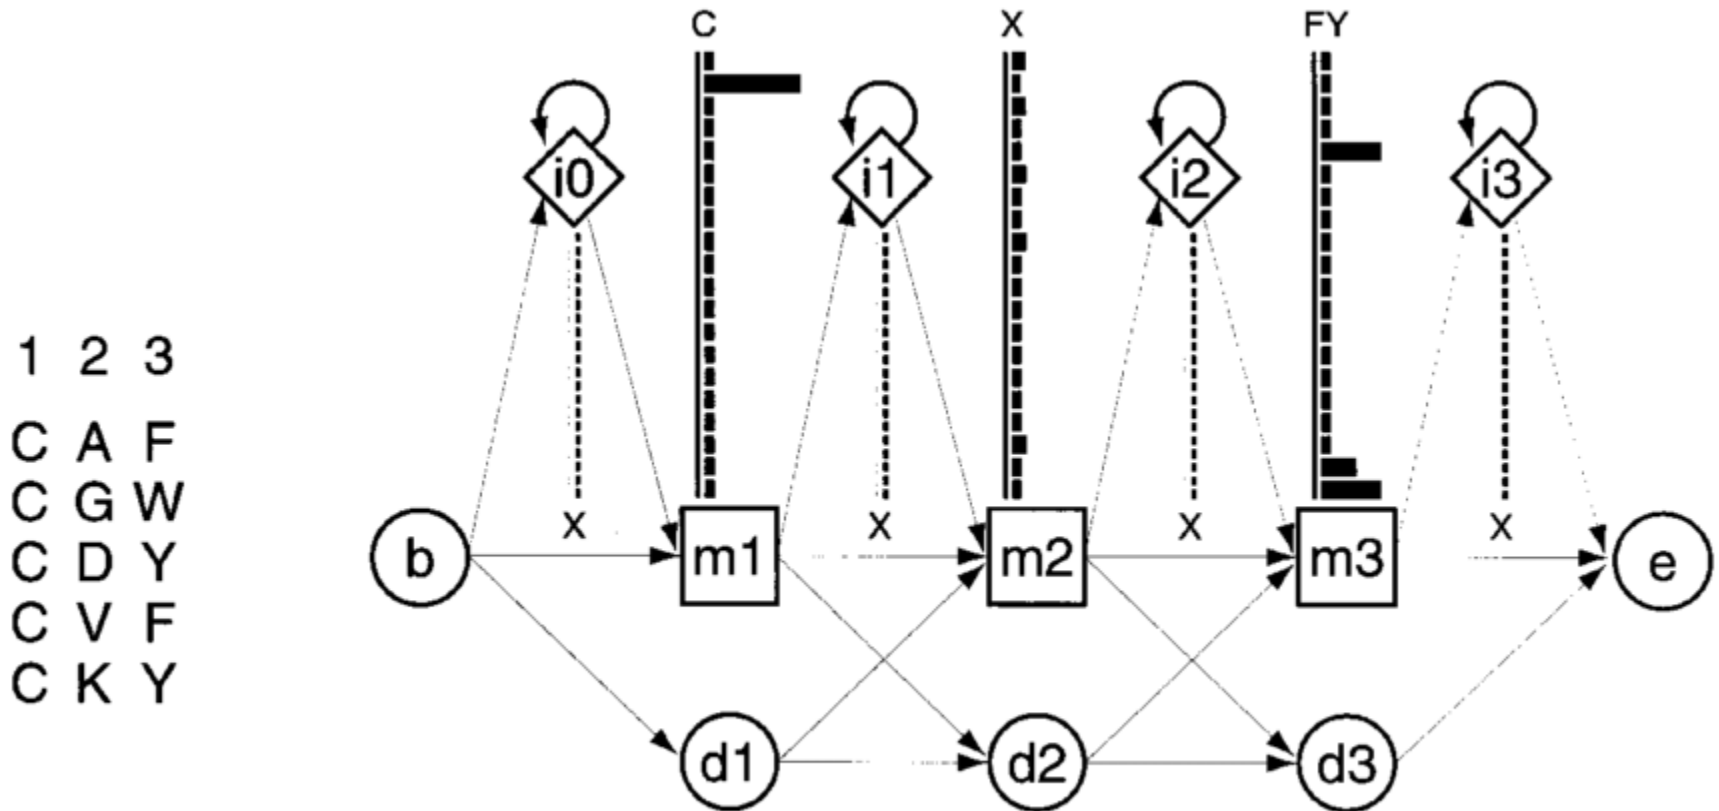 C X FY
i0 i1 i2 i3
1 2 3
C A F
C G W
C D Y
C V F
C K Y
X X X X
b m1 m2 m3 e
d1 d2 d3